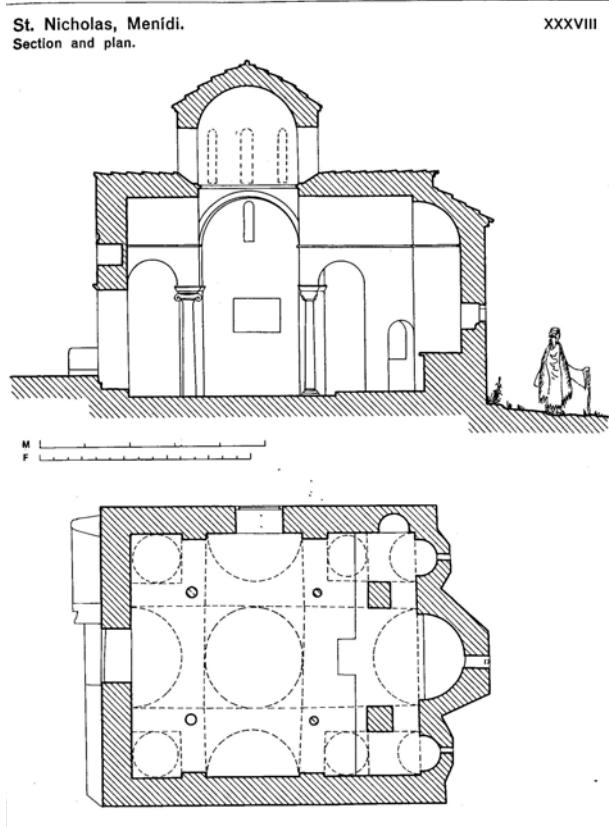 St. Nicholas, Menídi.
XXXVIII
Section and plan.
M
F